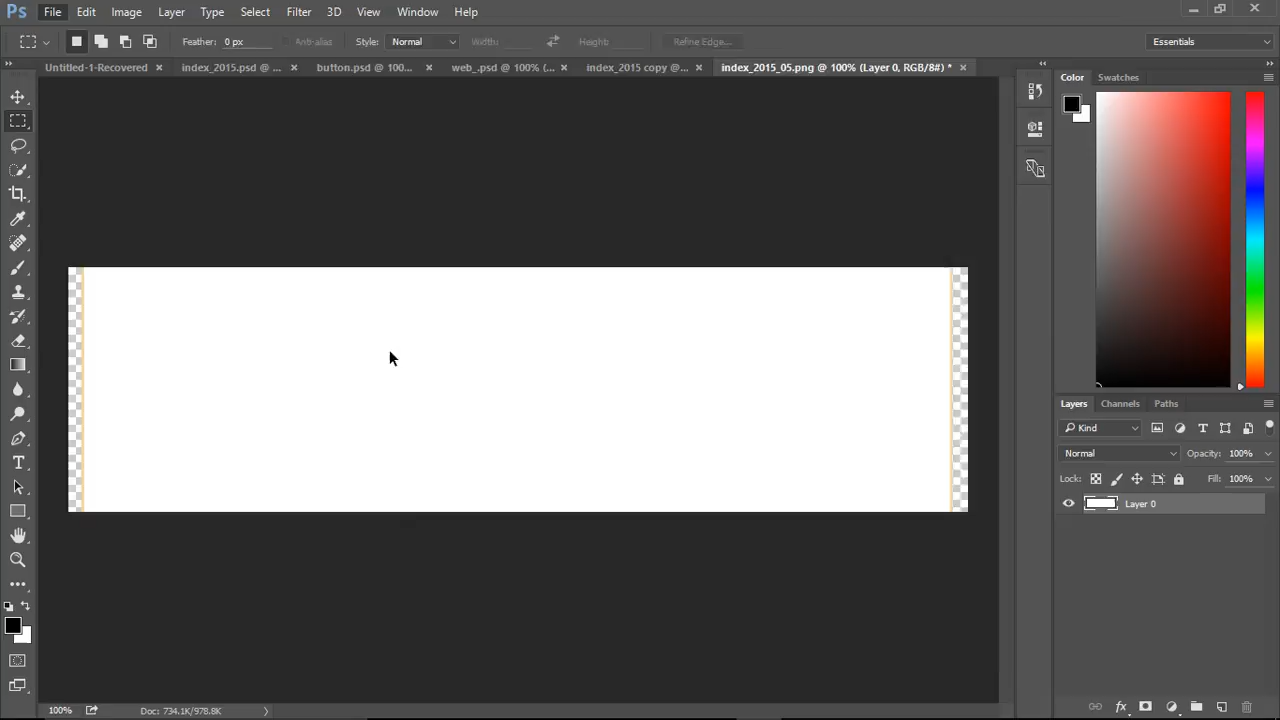 Ps File Edit Image Layer Type Select Filter 3D View Window Help
Feather: 0 px Anti-alias Style: Normal Width: Height: Refine Edge... Essentials
Untitled-1-Recovered × index_2015.psd @ ... × button.psd @ 100... × web_.psd @ 100% (... × index_2015 copy @... × index_2015_05.png @ 100% (Layer 0, RGB/8#) * ×
Color Swatches
Layers Channels Paths
Kind
Normal Opacity: 100%
Lock: Fill: 100%
Layer 0
T
100% Doc: 734.1K/978.8K
fx